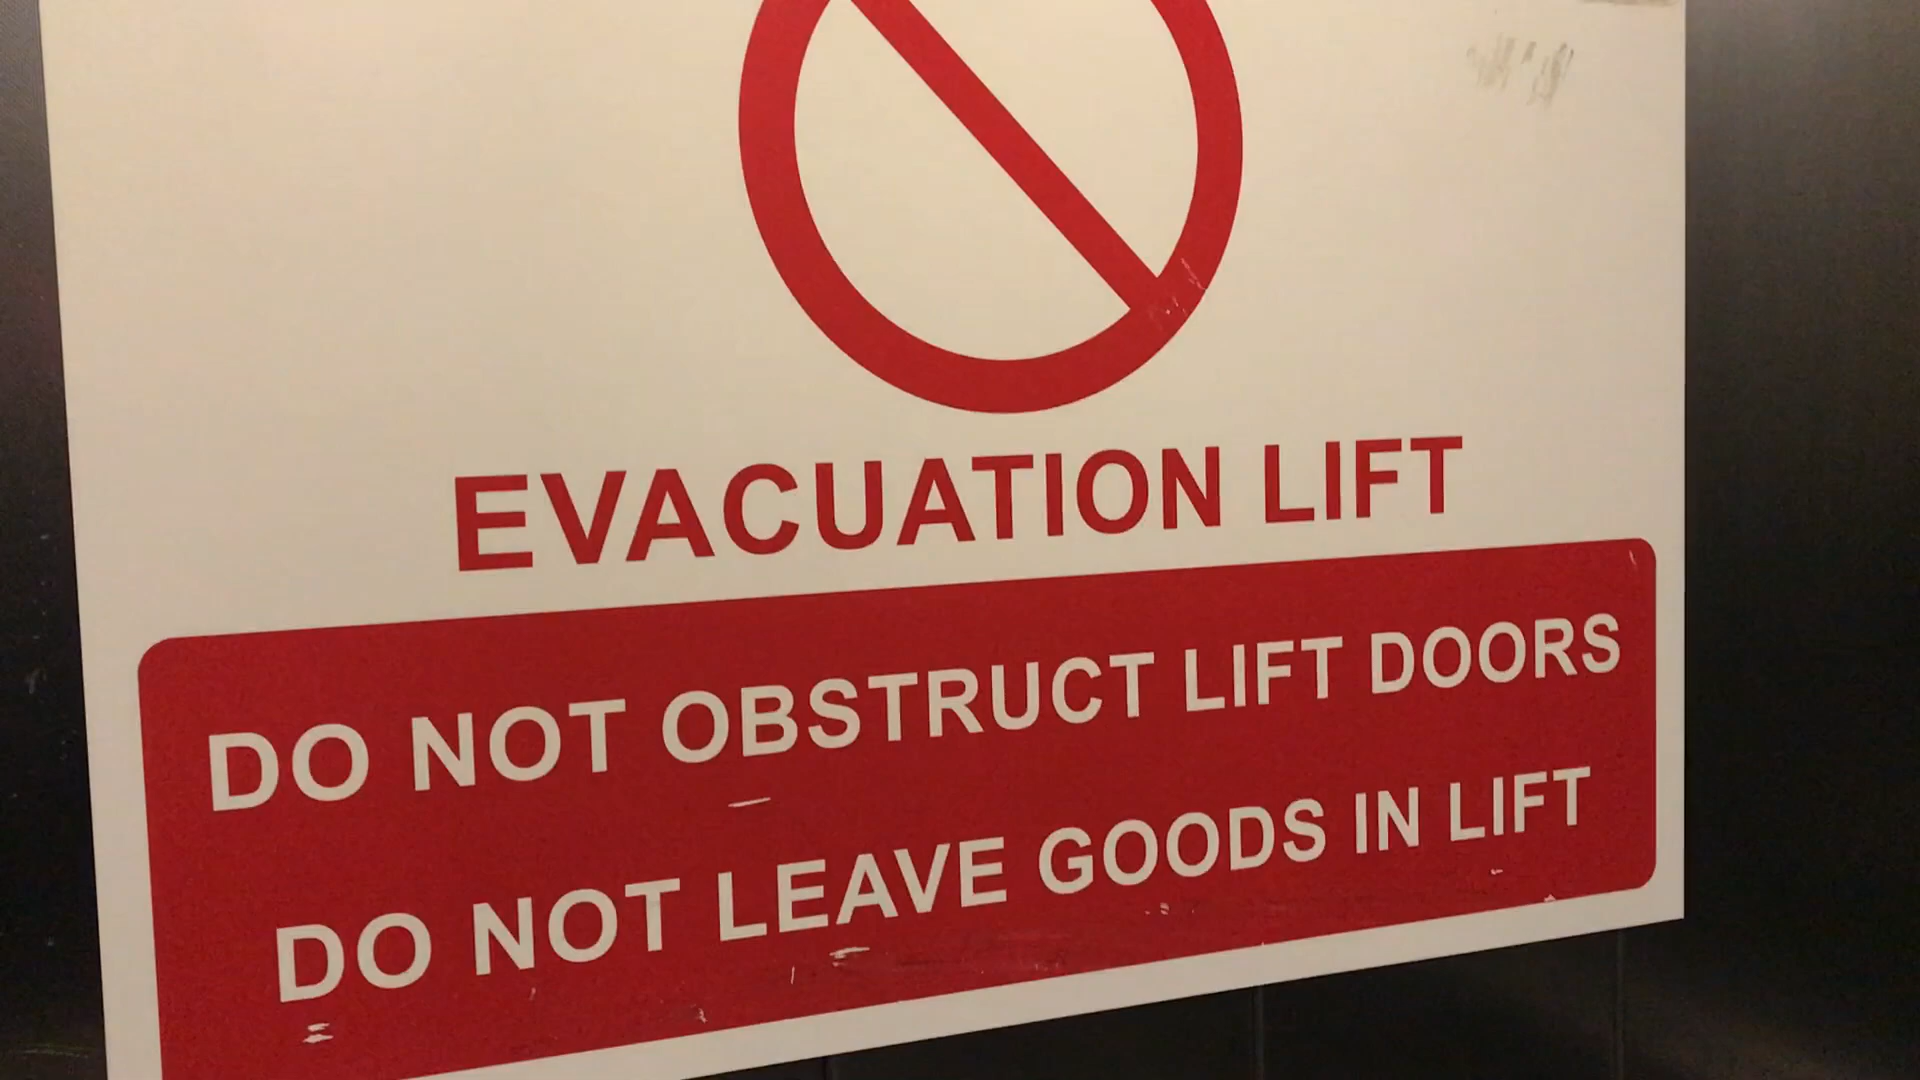 EVACUATION LIFT
DO NOT OBSTRUCT LIFT DOORS
DO NOT LEAVE GOODS IN LIFT